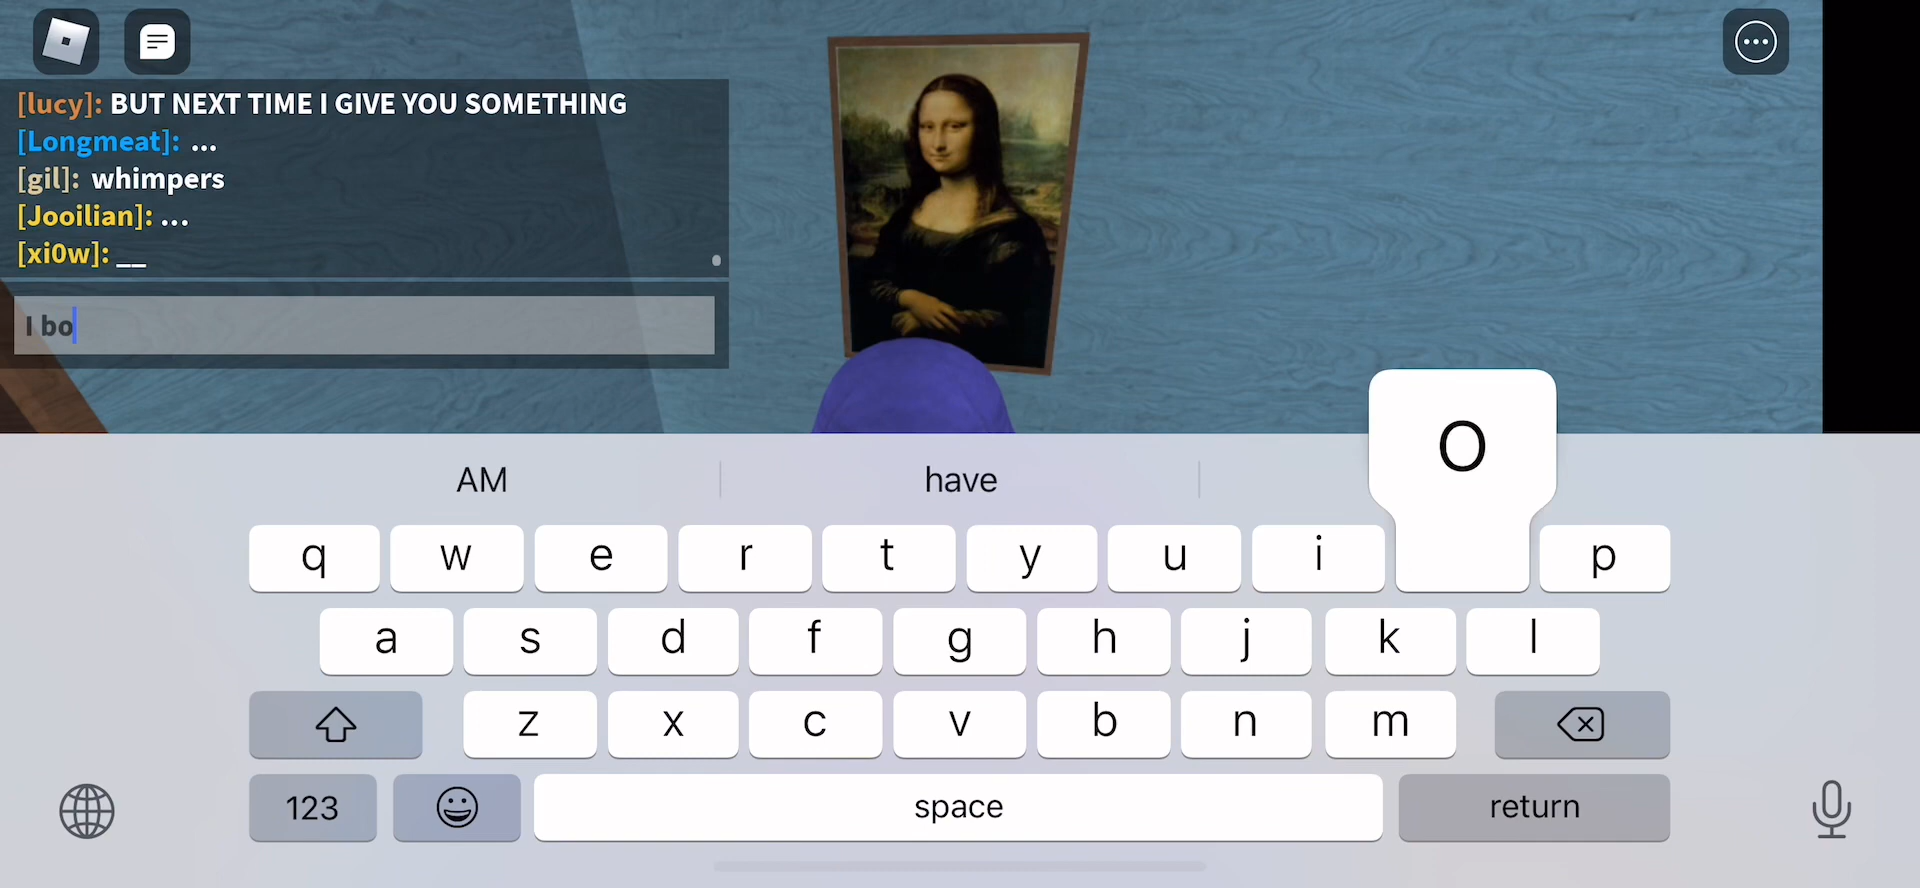 [lucy]: BUT NEXT TIME I GIVE YOU SOMETHING
[Longmeat]: ...
[gil]: whimpers
[Jooilian]: ...
[xi0w]: __
I bo
AM have
O
q w e r t y u i p
a s d f g h j k l
z x c v b n m
123 space return